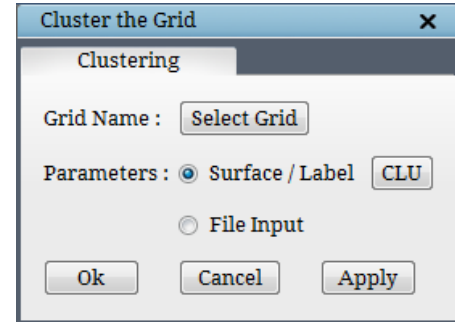 Cluster the Grid ×
Clustering
Grid Name : Select Grid
Parameters : Surface / Label CLU
File Input
Ok Cancel Apply